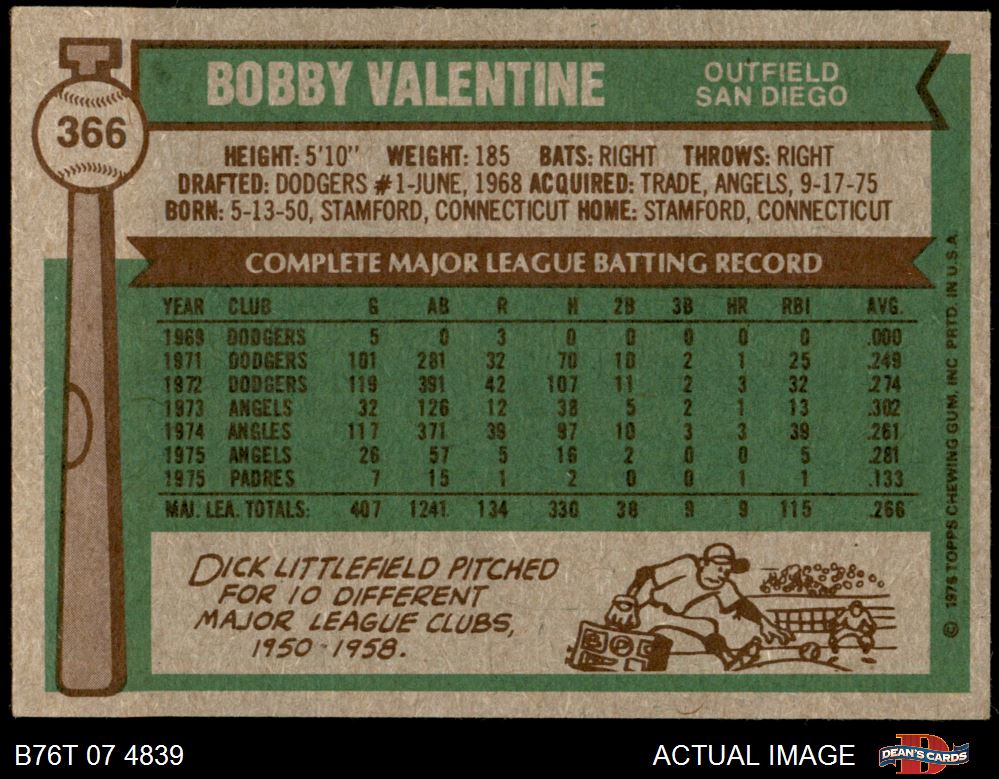 BOBBY VALENTINE
OUTFIELD
SAN DIEGO
366
HEIGHT: 5'10" WEIGHT: 185 BATS: RIGHT THROWS: RIGHT
DRAFTED: DODGERS #1-JUNE, 1968 ACQUIRED: TRADE, ANGELS, 9-17-75
BORN: 5-13-50, STAMFORD, CONNECTICUT HOME: STAMFORD, CONNECTICUT
COMPLETE MAJOR LEAGUE BATTING RECORD
YEAR CLUB G AB R H 2B 3B HR RBI AVG.
1969 DODGERS 5 0 3 0 0 0 0 0 .000
1971 DODGERS 101 281 32 70 10 2 1 25 .249
1972 DODGERS 119 391 42 107 11 2 3 32 .274
1973 ANGELS 32 126 12 38 5 2 1 13 .302
1974 ANGLES 117 371 39 97 10 3 3 39 .261
1975 ANGELS 26 57 5 16 2 0 0 5 .281
1975 PADRES 7 15 1 2 0 0 1 1 .133
MAJ. LEA. TOTALS: 407 1241 134 330 38 9 9 115 .266
DICK LITTLEFIELD PITCHED
FOR 10 DIFFERENT
MAJOR LEAGUE CLUBS,
1950-1958.
© 1976 TOPPS CHEWING GUM, INC. PRTD. IN U.S.A.
B76T 07 4839
ACTUAL IMAGE
DEAN'S CARDS